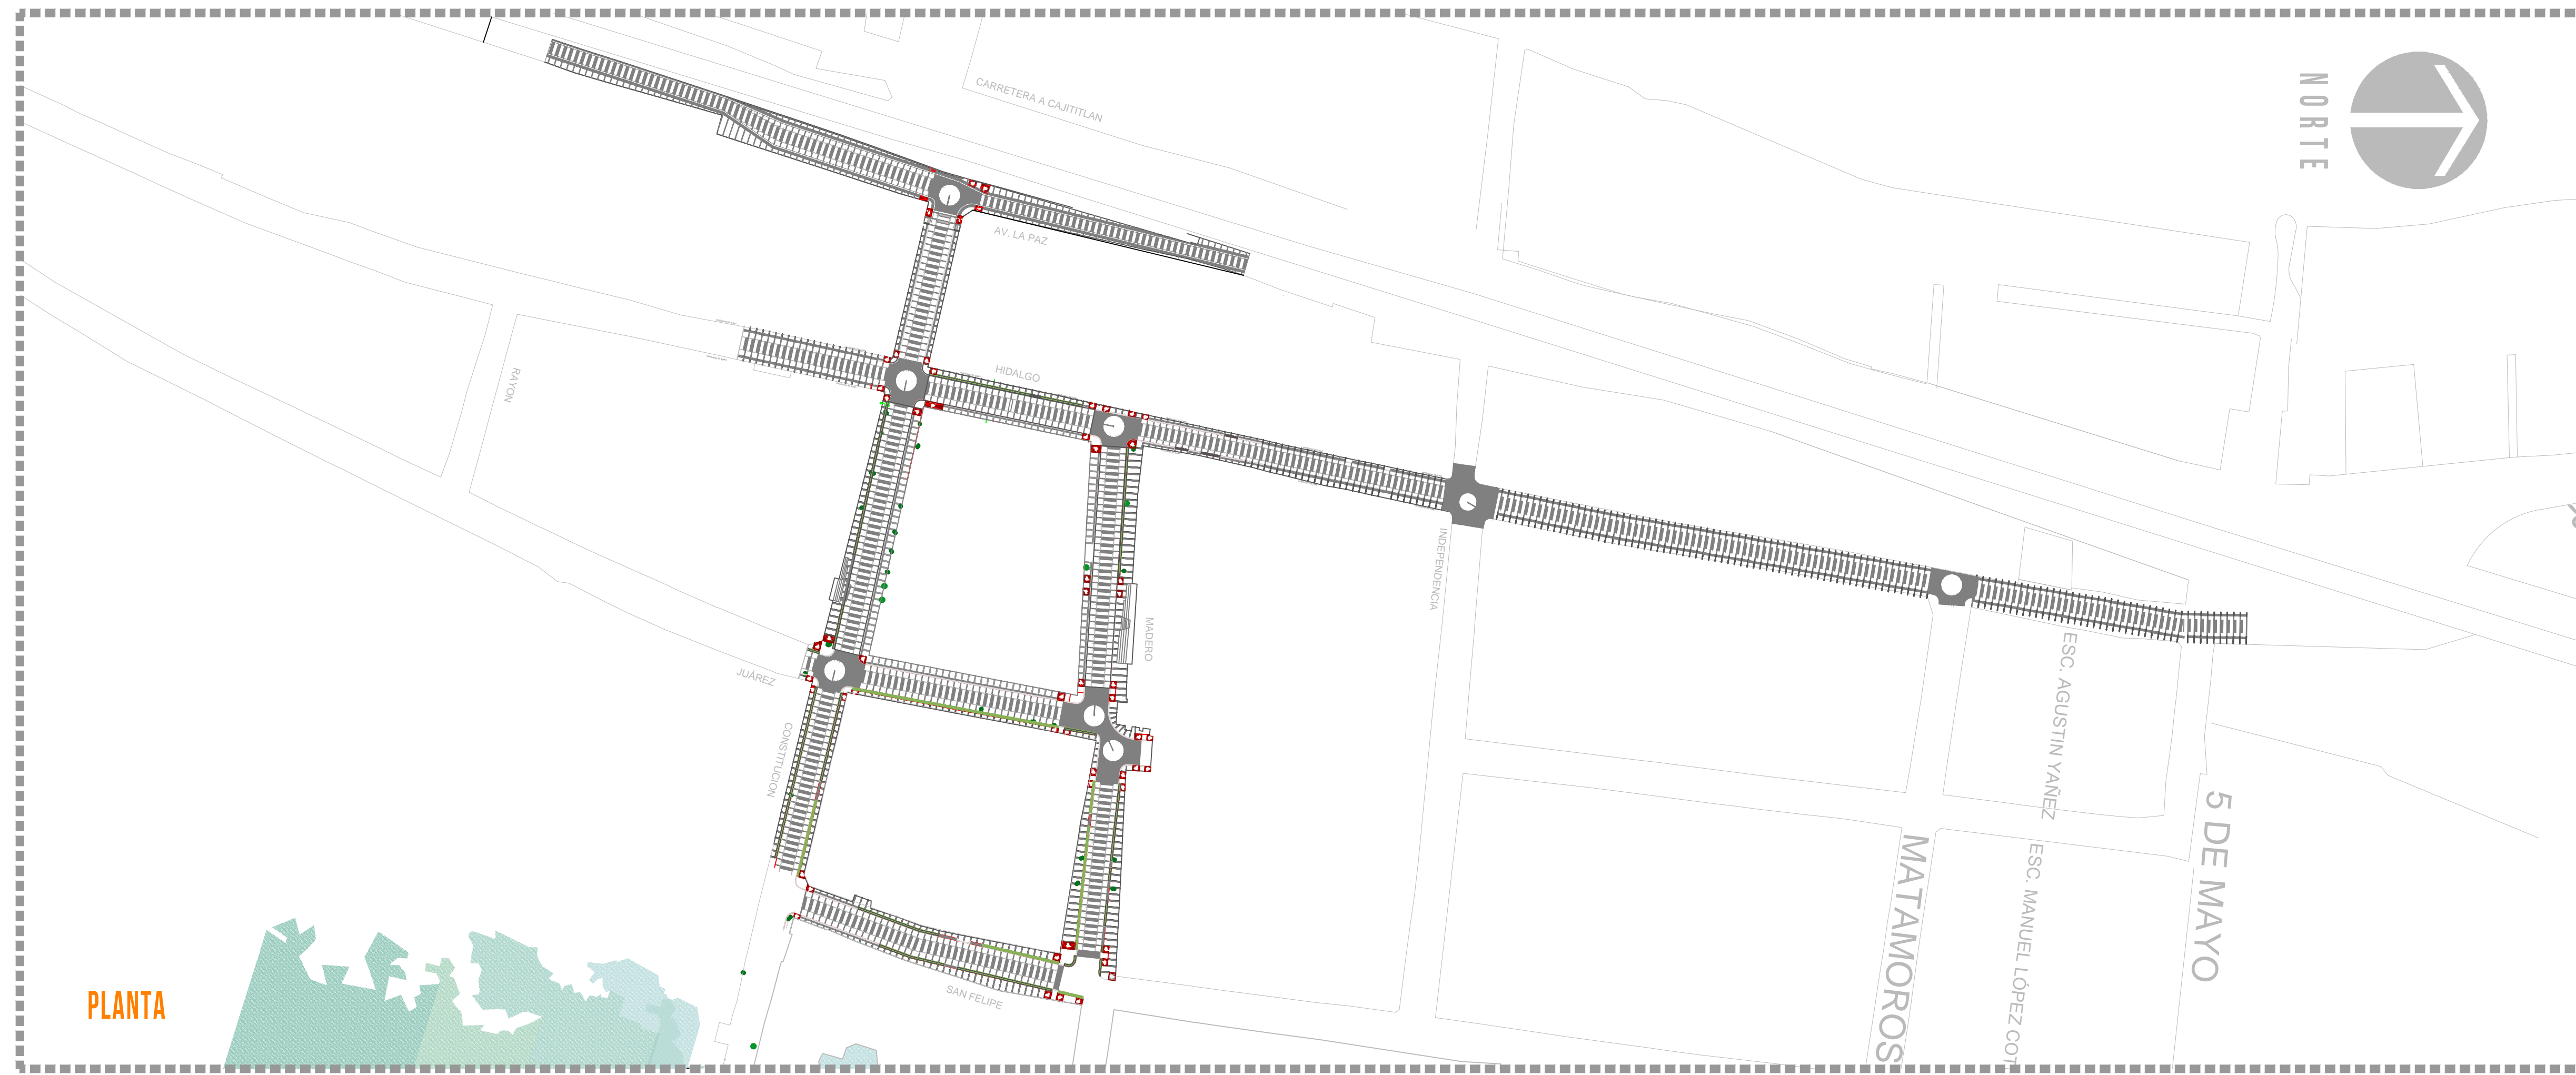 NORTE
CARRETERA A CAJITITLAN
AV. LA PAZ
HIDALGO
RAYON
INDEPENDENCIA
MADERO
JUÁREZ
CONSTITUCION
ESC. AGUSTIN YAÑEZ
5 DE MAYO
MATAMOROS
ESC. MANUEL LÓPEZ COT
SAN FELIPE
PLANTA